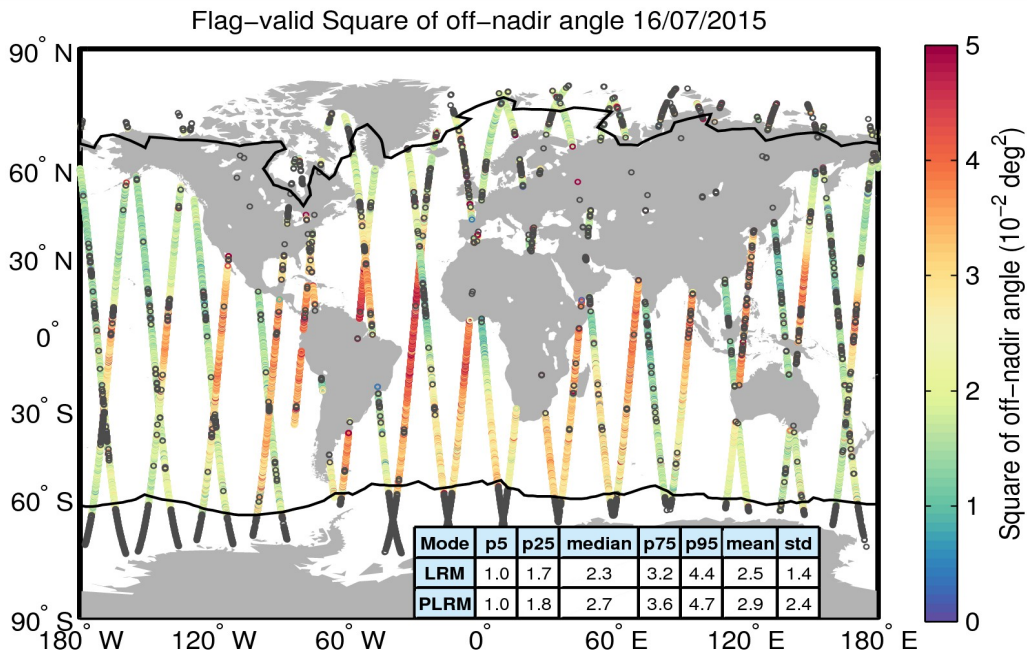 Flag−valid Square of off−nadir angle 16/07/2015
90° N
60° N
30° N
0°
30° S
60° S
90° S
180° W
120° W
60° W
0°
60° E
120° E
180° E
Mode p5 p25 median p75 p95 mean std
LRM 1.0 1.7 2.3 3.2 4.4 2.5 1.4
PLRM 1.0 1.8 2.7 3.6 4.7 2.9 2.4
5
4
3
2
1
0
Square of off−nadir angle (10⁻² deg²)